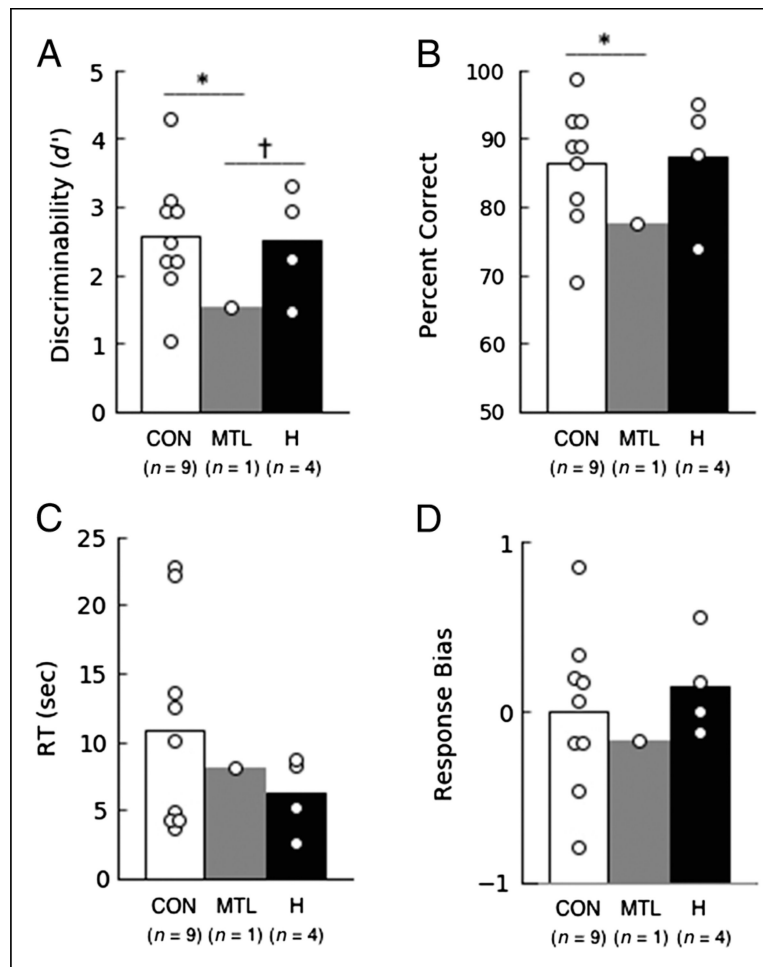 A
Discriminability (d')
5
4
3
2
1
0
*
†
CON MTL H
(n = 9) (n = 1) (n = 4)
B
Percent Correct
100
90
80
70
60
50
*
CON MTL H
(n = 9) (n = 1) (n = 4)
C
RT (sec)
25
20
15
10
5
0
CON MTL H
(n = 9) (n = 1) (n = 4)
D
Response Bias
1
0
−1
CON MTL H
(n = 9) (n = 1) (n = 4)